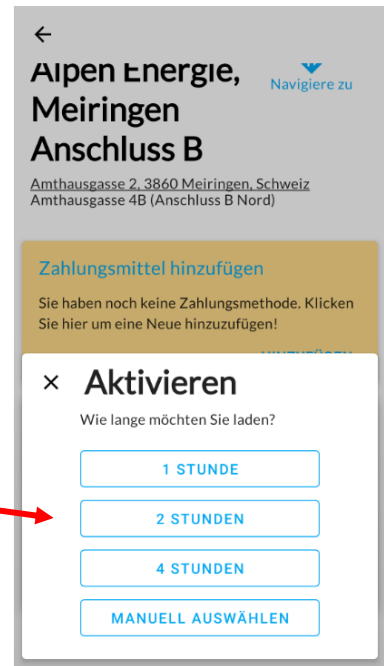 Alpen Energie,
Navigiere zu
Meiringen
Anschluss B
Amthausgasse 2, 3860 Meiringen, Schweiz
Amthausgasse 4B (Anschluss B Nord)
Zahlungsmittel hinzufügen
Sie haben noch keine Zahlungsmethode. Klicken
Sie hier um eine Neue hinzuzufügen!
HINZUFÜGEN
Aktivieren
Wie lange möchten Sie laden?
1 STUNDE
2 STUNDEN
4 STUNDEN
MANUELL AUSWÄHLEN